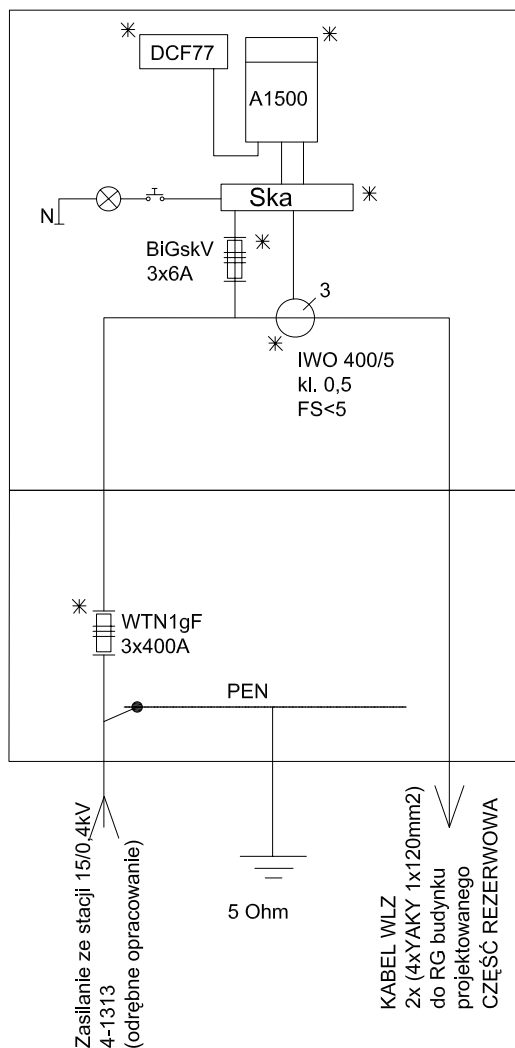 DCF77
A1500
Ska
N
BiGskV
3x6A
3
IWO 400/5
kl. 0,5
FS<5
WTN1gF
3x400A
PEN
5 Ohm
Zasilanie ze stacji 15/0,4kV
4-1313
(odrębne opracowanie)
KABEL WLZ
2x (4xYAKY 1x120mm2)
do RG budynku
projektowanego
CZĘŚĆ REZERWOWA